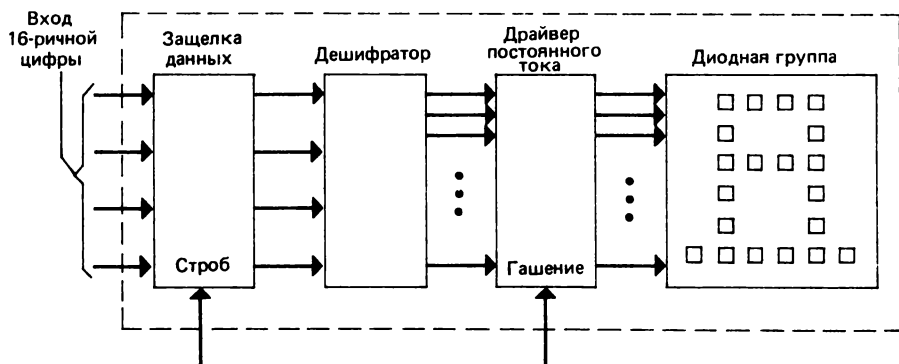 Вход
16-ричной
цифры
Защелка
данных
Дешифратор
Драйвер
постоянного
тока
Диодная группа
Строб
Гашение